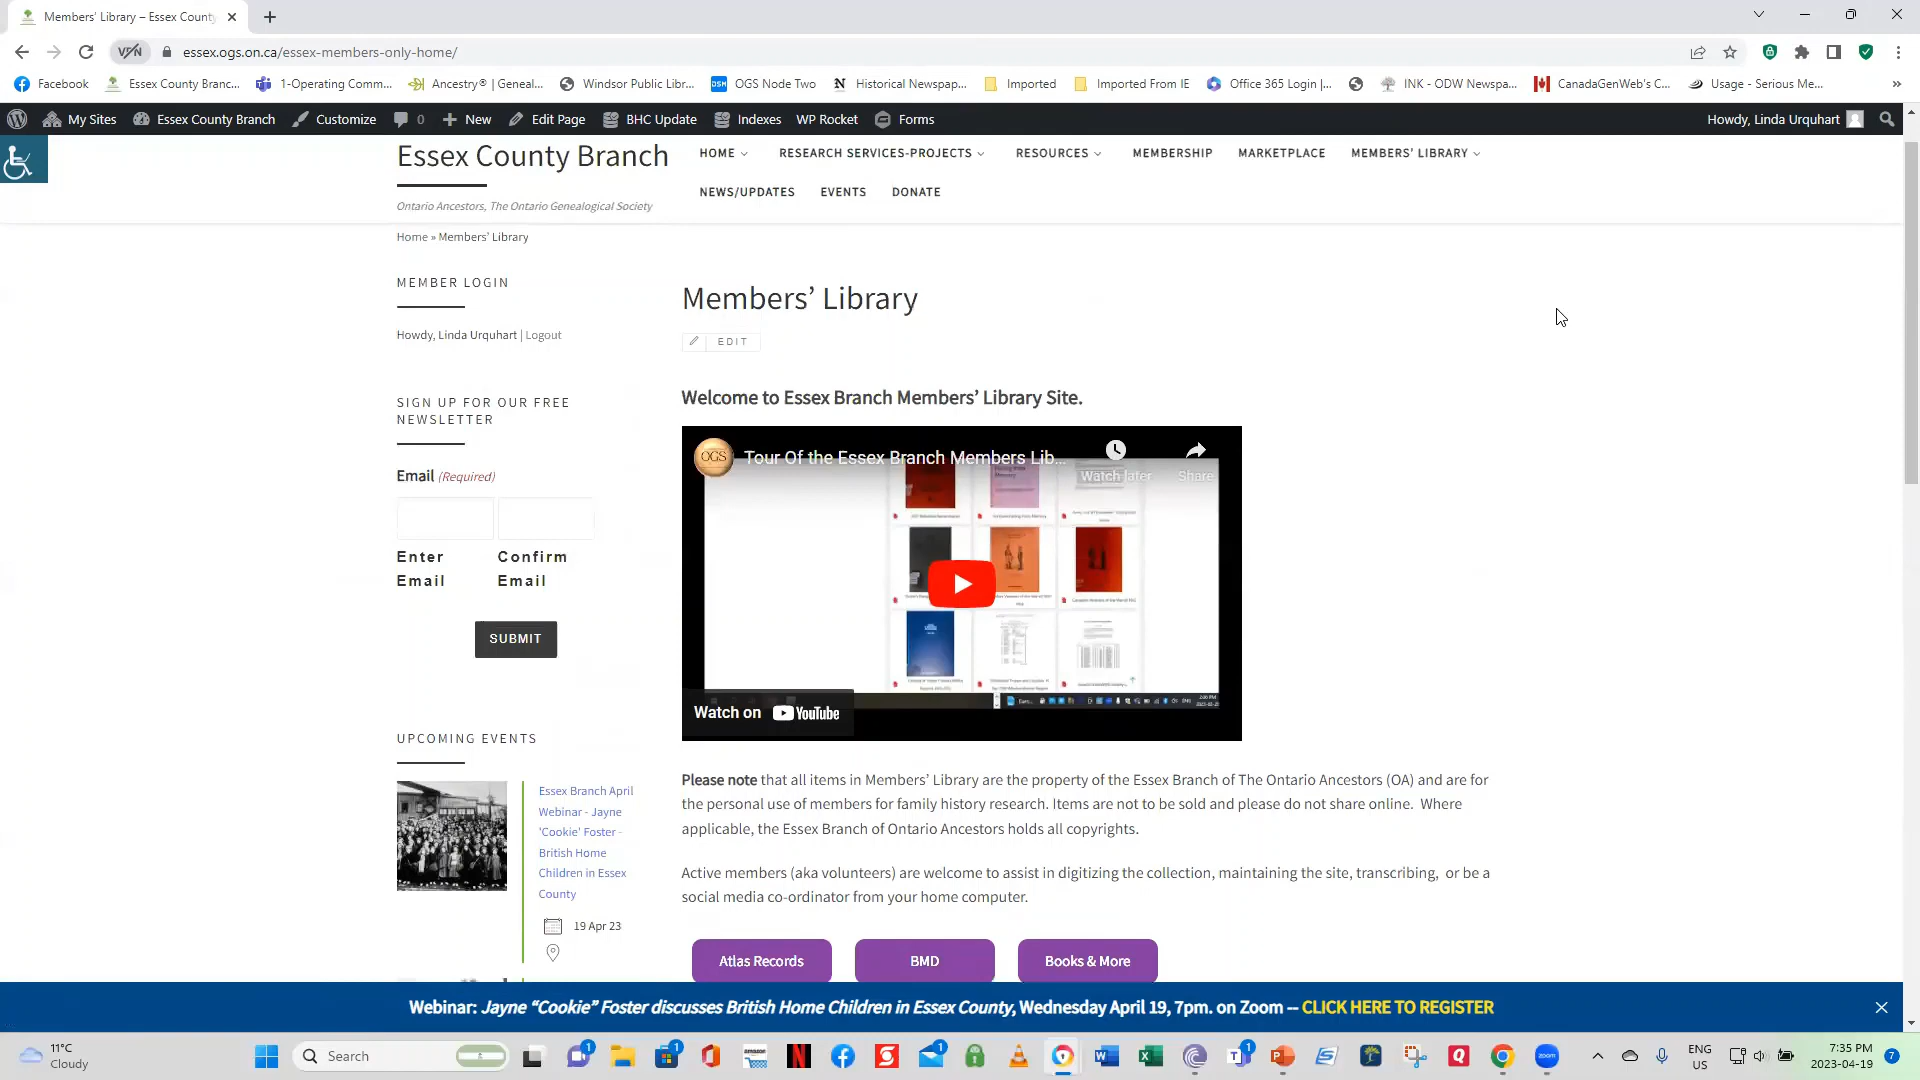 Members' Library – Essex County
essex.ogs.on.ca/essex-members-only-home/
Facebook Essex County Branc... 1-Operating Comm... Ancestry® | Geneal... Windsor Public Libr... OGS Node Two Historical Newspap... Imported Imported From IE Office 365 Login |... INK - ODW Newspa... CanadaGenWeb's C... Usage - Serious Me... »
My Sites Essex County Branch Customize 0 New Edit Page BHC Update Indexes WP Rocket Forms Howdy, Linda Urquhart
Essex County Branch
HOME RESEARCH SERVICES-PROJECTS RESOURCES MEMBERSHIP MARKETPLACE MEMBERS' LIBRARY
NEWS/UPDATES EVENTS DONATE
Ontario Ancestors, The Ontario Genealogical Society
Home » Members' Library
MEMBER LOGIN
Howdy, Linda Urquhart | Logout
SIGN UP FOR OUR FREE
NEWSLETTER
Email (Required)
Enter Email
Confirm Email
SUBMIT
UPCOMING EVENTS
Essex Branch April
Webinar - Jayne
'Cookie' Foster -
British Home
Children in Essex
County
19 Apr 23
Members' Library
EDIT
Welcome to Essex Branch Members' Library Site.
OGS Tour Of the Essex Branch Members Lib...
Watch later Share
Watch on YouTube
Please note that all items in Members' Library are the property of the Essex Branch of The Ontario Ancestors (OA) and are for
the personal use of members for family history research. Items are not to be sold and please do not share online. Where
applicable, the Essex Branch of Ontario Ancestors holds all copyrights.
Active members (aka volunteers) are welcome to assist in digitizing the collection, maintaining the site, transcribing, or be a
social media co-ordinator from your home computer.
Atlas Records BMD Books & More
Webinar: Jayne "Cookie" Foster discusses British Home Children in Essex County, Wednesday April 19, 7pm. on Zoom -- CLICK HERE TO REGISTER
11°C
Cloudy
Search
ENG
US
7:35 PM
2023-04-19
7